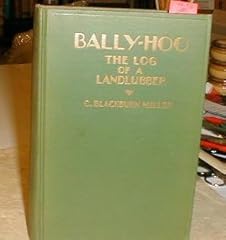 BALLY-HOO
THE LOG
OF A
LANDLUBBER
C. BLACKBURN MILLER